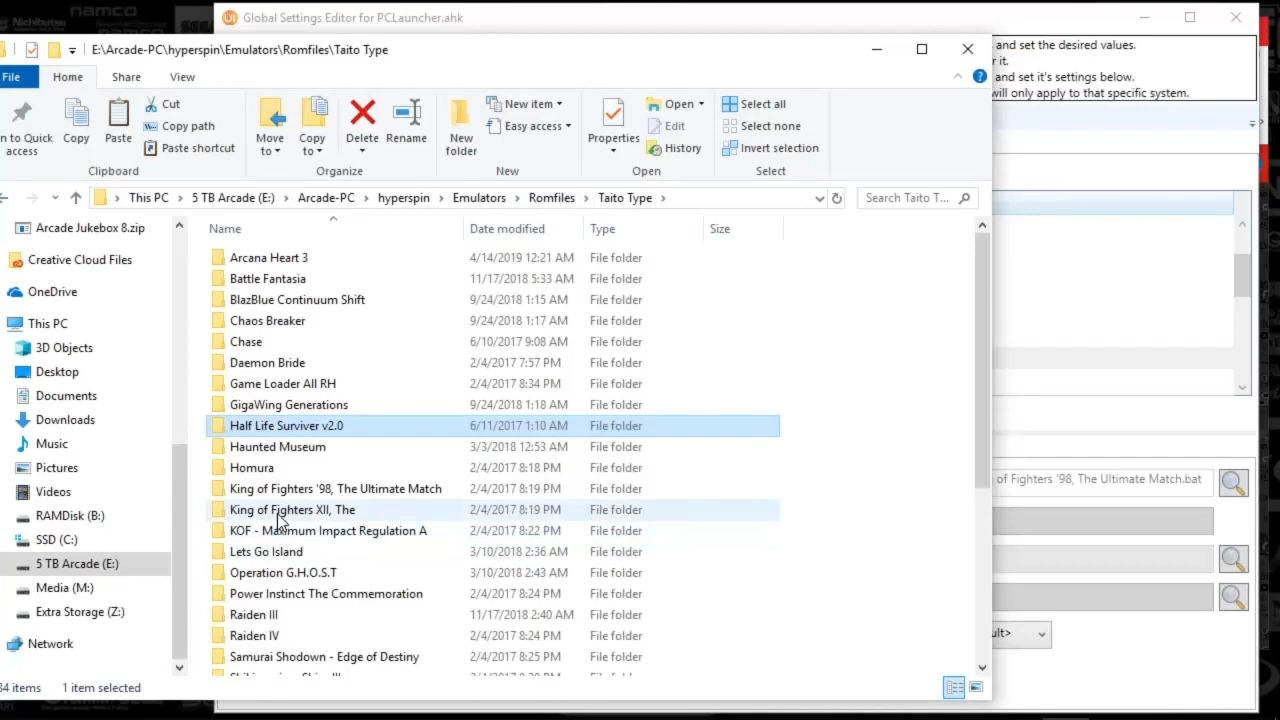 namco
Nichibutsu
Global Settings Editor for PCLauncher.ahk
E:\Arcade-PC\hyperspin\Emulators\Romfiles\Taito Type
and set the desired values.
r it.
and set it's settings below.
will only apply to that specific system.
File Home Share View
n to Quick access
Copy
Paste
Cut
Copy path
Paste shortcut
Clipboard
Move to
Copy to
Delete
Rename
Organize
New folder
New item
Easy access
New
Properties
Open
Edit
History
Open
Select all
Select none
Invert selection
Select
This PC > 5 TB Arcade (E:) > Arcade-PC > hyperspin > Emulators > Romfiles > Taito Type >
Search Taito T...
Arcade Jukebox 8.zip
Creative Cloud Files
OneDrive
This PC
3D Objects
Desktop
Documents
Downloads
Music
Pictures
Videos
RAMDisk (B:)
SSD (C:)
5 TB Arcade (E:)
Media (M:)
Extra Storage (Z:)
Network
Name Date modified Type Size
Arcana Heart 3 4/14/2019 12:21 AM File folder
Battle Fantasia 11/17/2018 5:33 AM File folder
BlazBlue Continuum Shift 9/24/2018 1:15 AM File folder
Chaos Breaker 9/24/2018 1:17 AM File folder
Chase 6/10/2017 9:08 AM File folder
Daemon Bride 2/4/2017 7:57 PM File folder
Game Loader All RH 2/4/2017 8:34 PM File folder
GigaWing Generations 9/24/2018 1:18 AM File folder
Half Life Surviver v2.0 6/11/2017 1:10 AM File folder
Haunted Museum 3/3/2018 12:53 AM File folder
Homura 2/4/2017 8:18 PM File folder
King of Fighters '98, The Ultimate Match 2/4/2017 8:19 PM File folder
King of Fighters XII, The 2/4/2017 8:19 PM File folder
KOF - Maximum Impact Regulation A 2/4/2017 8:22 PM File folder
Lets Go Island 3/10/2018 2:36 AM File folder
Operation G.H.O.S.T 3/10/2018 2:43 AM File folder
Power Instinct The Commemoration 2/4/2017 8:24 PM File folder
Raiden III 11/17/2018 2:40 AM File folder
Raiden IV 2/4/2017 8:24 PM File folder
Samurai Shodown - Edge of Destiny 2/4/2017 8:25 PM File folder
of Fighters '98, The Ultimate Match.bat
ult>
34 items 1 item selected